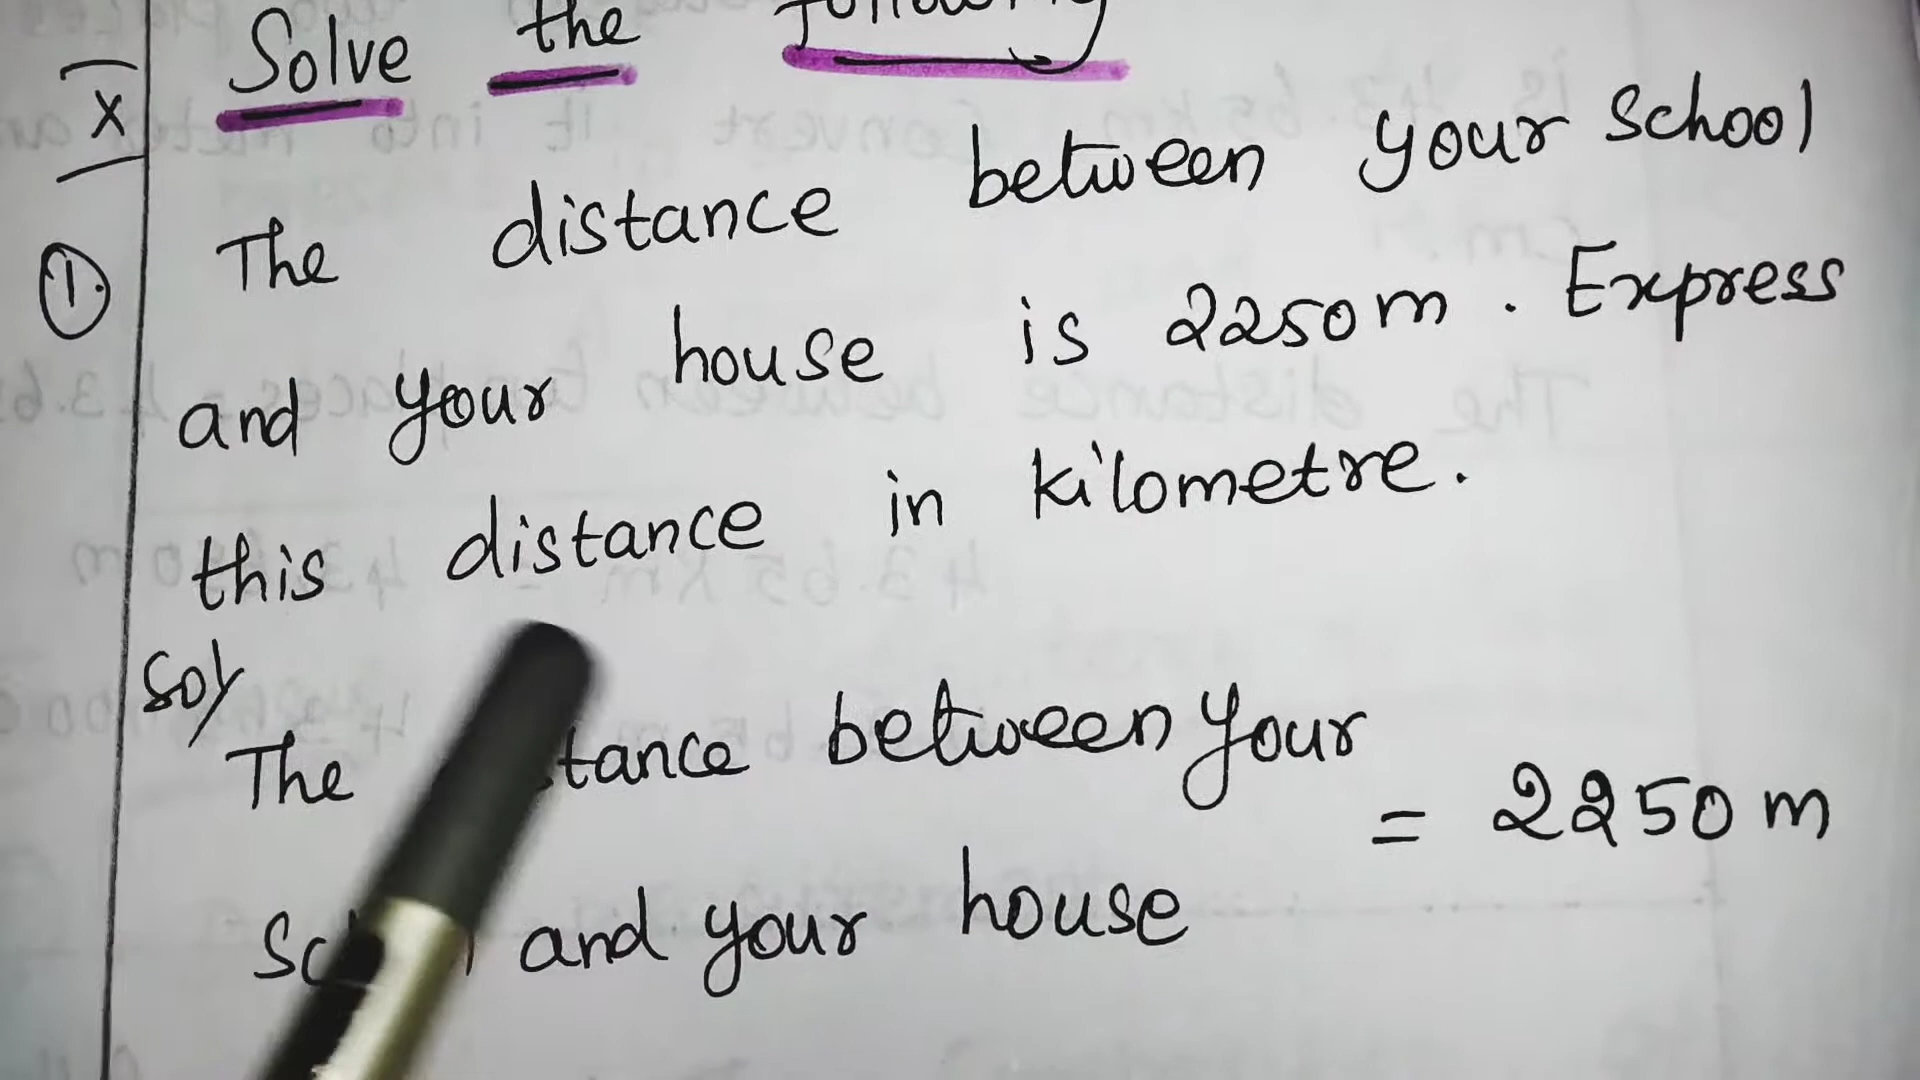 X Solve the following
① The distance between your school
and your house is 2250m. Express
this distance in kilometre.
Sol
The tance between your
= 2250 m
and your house